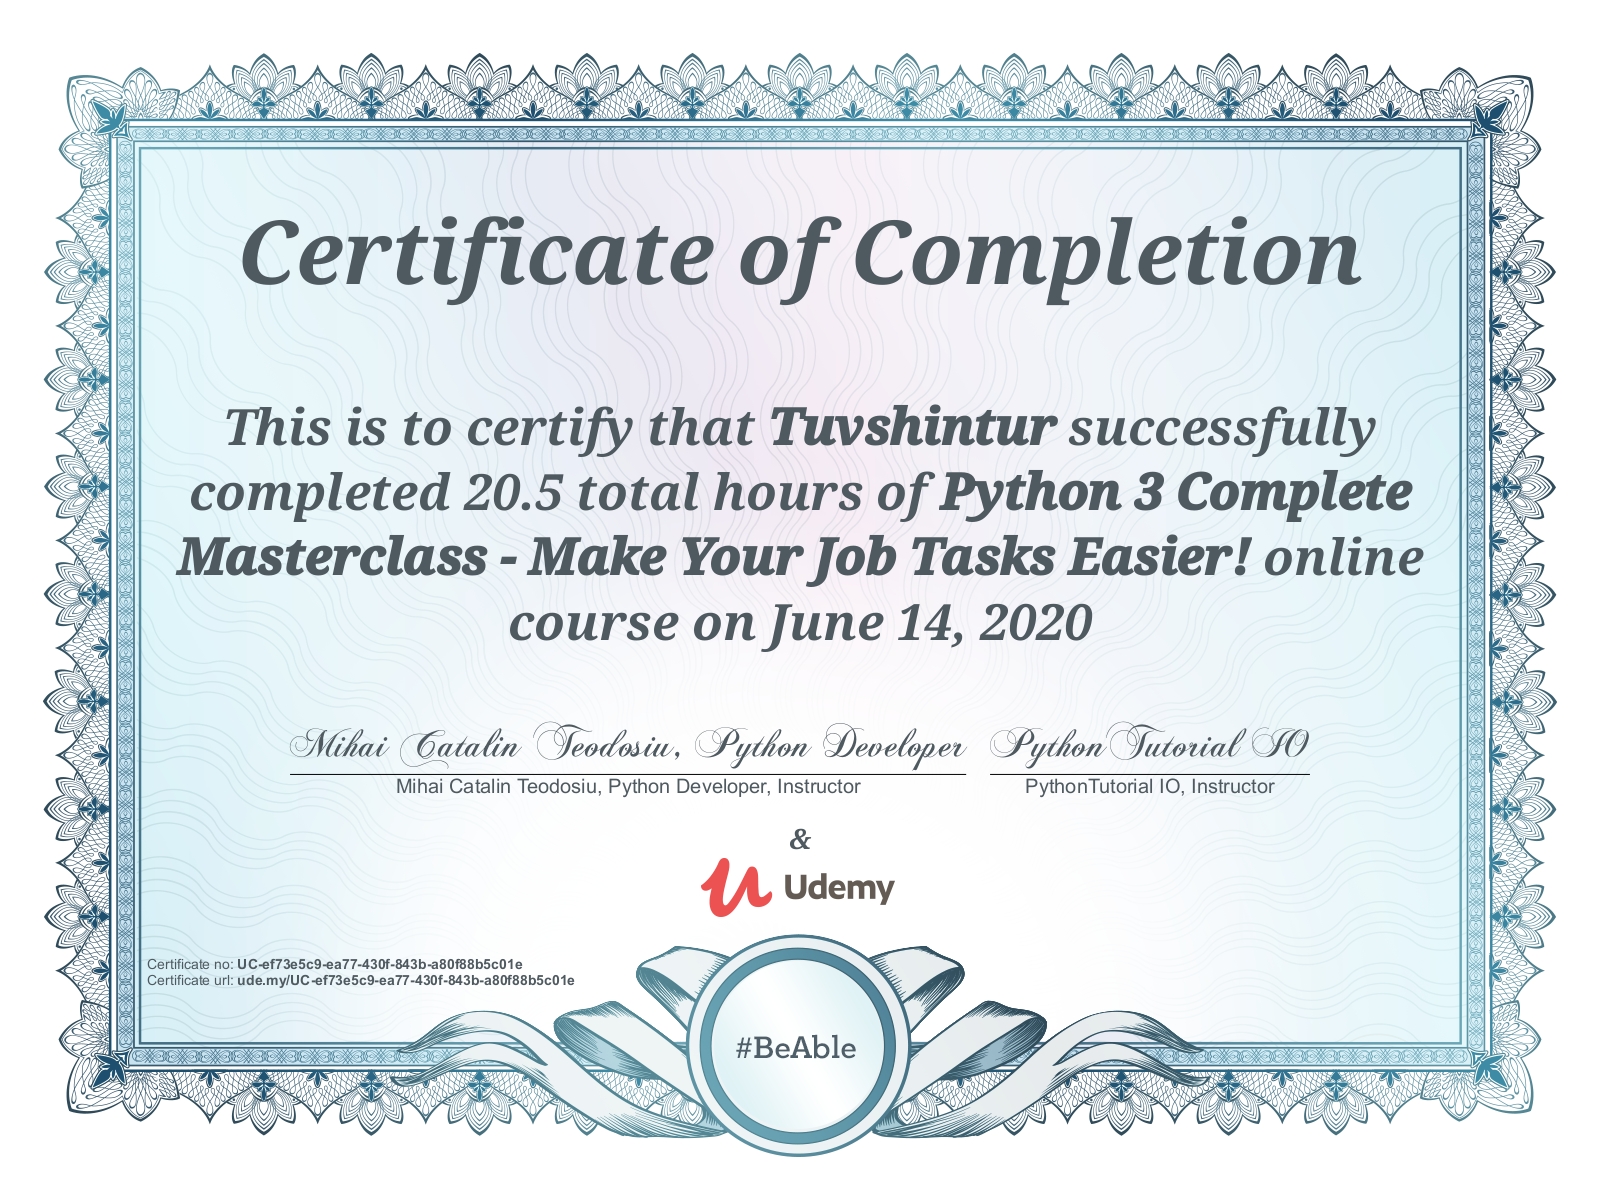 Certificate of Completion
This is to certify that Tuvshintur successfully
completed 20.5 total hours of Python 3 Complete
Masterclass - Make Your Job Tasks Easier! online
course on June 14, 2020
Mihai Catalin Teodosiu, Python Developer PythonTutorial IO
Mihai Catalin Teodosiu, Python Developer, Instructor PythonTutorial IO, Instructor
&
Udemy
Certificate no: UC-ef73e5c9-ea77-430f-843b-a80f88b5c01e
Certificate url: ude.my/UC-ef73e5c9-ea77-430f-843b-a80f88b5c01e
#BeAble